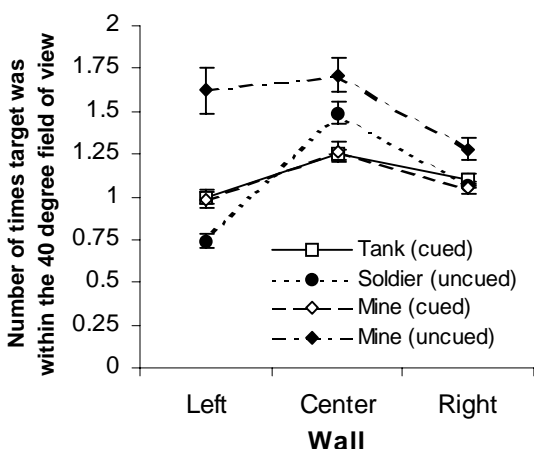 Number of times target was
within the 40 degree field of view
2
1.75
1.5
1.25
1
0.75
0.5
0.25
0
Tank (cued)
Soldier (uncued)
Mine (cued)
Mine (uncued)
Left Center Right
Wall